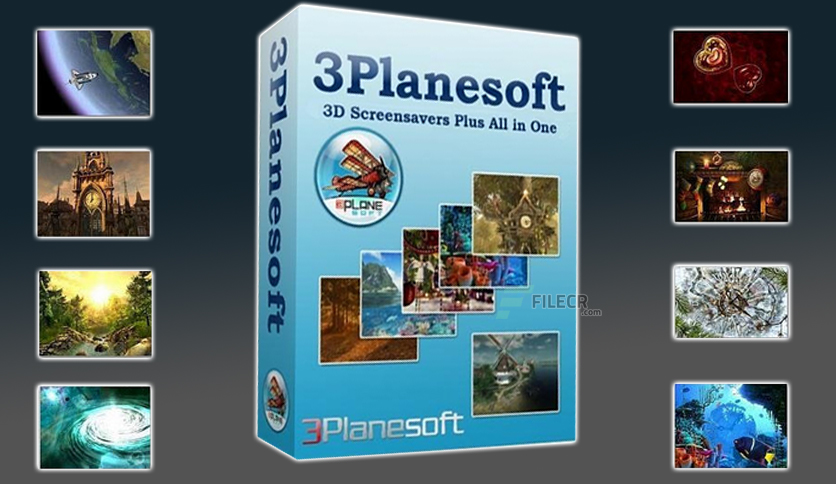 3Planesoft
3Planesoft
3D Screensavers Plus All in One
3PLANE
SOFT
FILECR
.com
3Planesoft